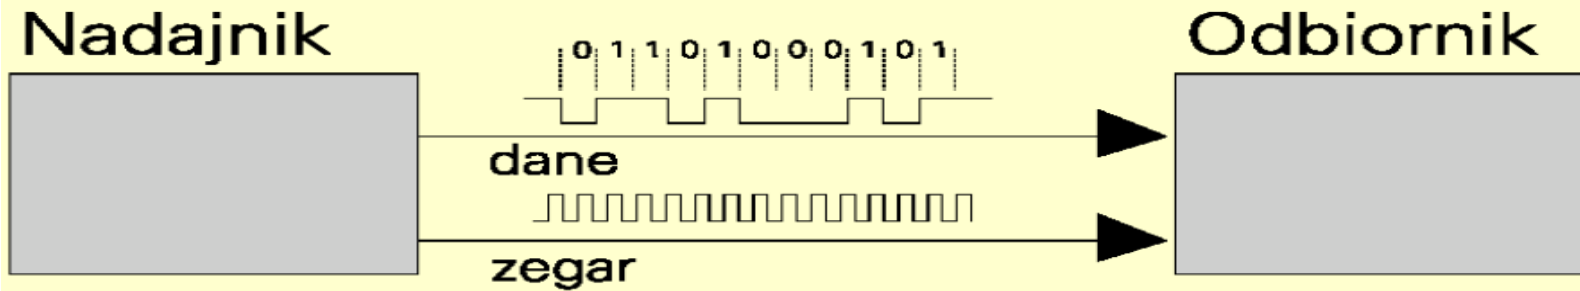 Nadajnik
0 1 1 0 1 0 0 0 1 0 1
Odbiornik
dane
zegar